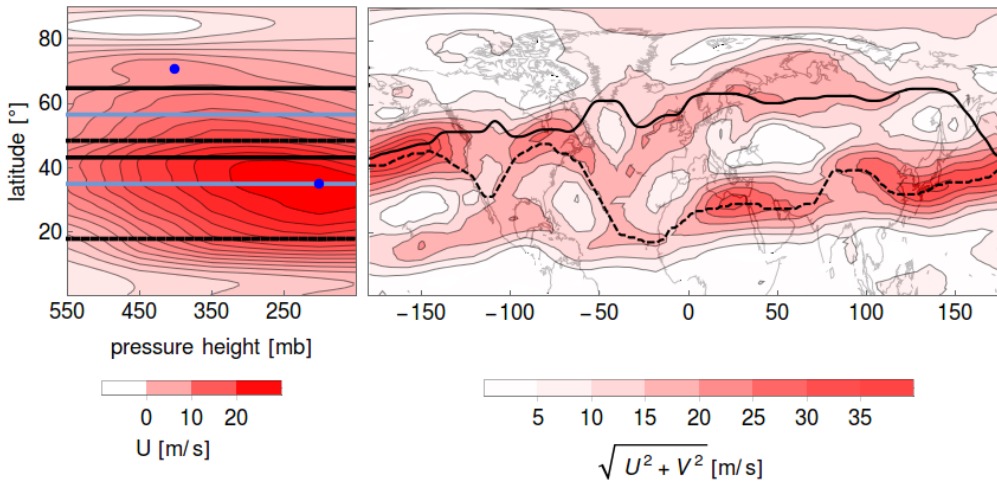 80
60
40
20
latitude [°]
550 450 350 250
pressure height [mb]
0 10 20
U [m/s]
−150 −100 −50 0 50 100 150
5 10 15 20 25 30 35
√U² + V² [m/s]